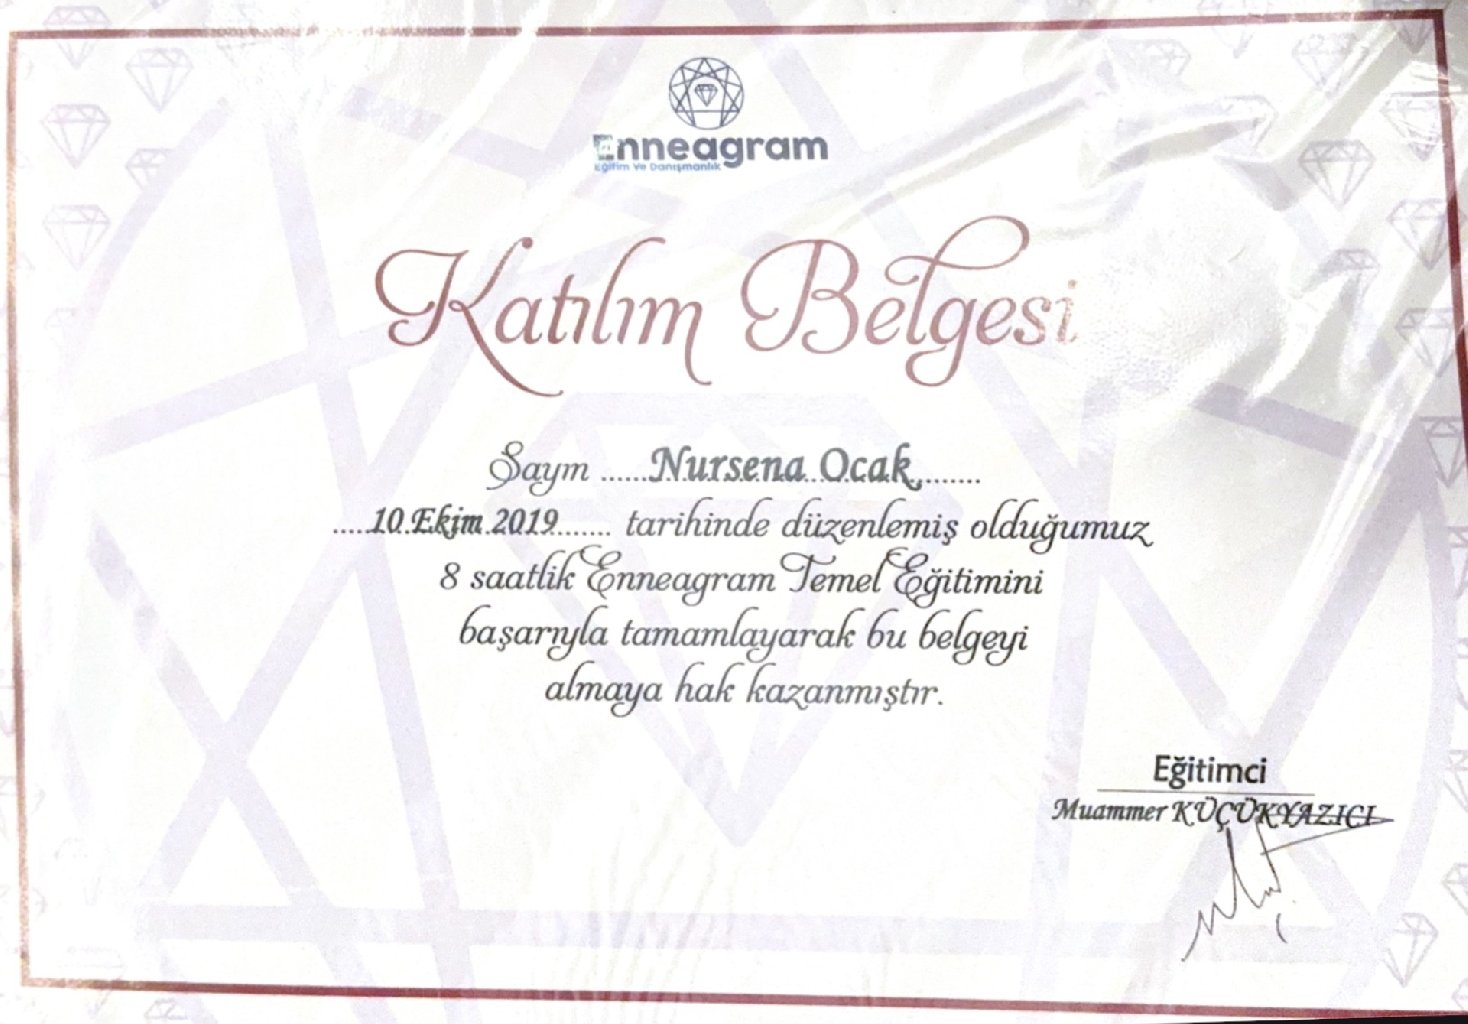 Enneagram
Eğitim ve Danışmanlık
Katılım Belgesi
Sayın ......Nursena Ocak........
.....10 Ekim 2019....... tarihinde düzenlemiş olduğumuz
8 saatlik Enneagram Temel Eğitimini
başarıyla tamamlayarak bu belgeyi
almaya hak kazanmıştır.
Eğitimci
Muammer KÜÇÜKYAZICI